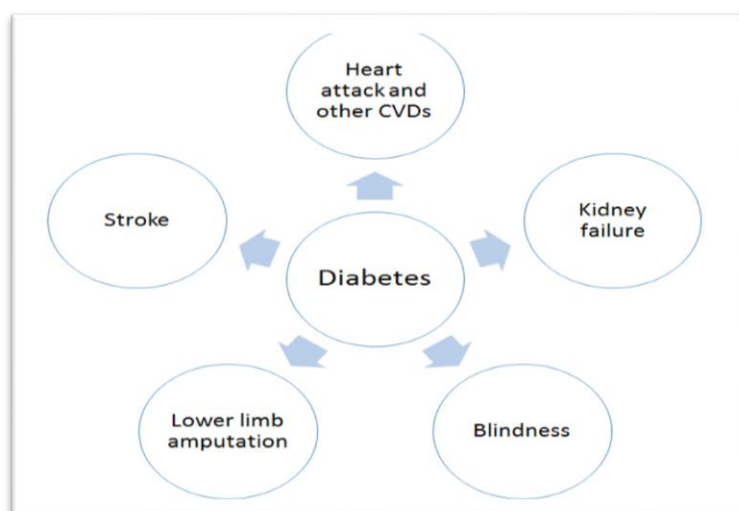 Heart
attack and
other CVDs
Stroke
Kidney
failure
Diabetes
Lower limb
amputation
Blindness